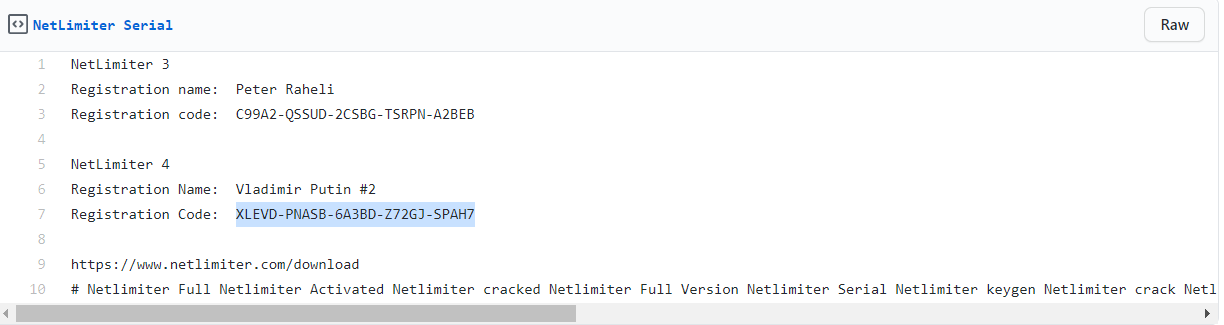 NetLimiter Serial
Raw
1 NetLimiter 3
2 Registration name: Peter Raheli
3 Registration code: C99A2-QSSUD-2CSBG-TSRPN-A2BEB
4
5 NetLimiter 4
6 Registration Name: Vladimir Putin #2
7 Registration Code: XLEVD-PNASB-6A3BD-Z72GJ-SPAH7
8
9 https://www.netlimiter.com/download
10 # Netlimiter Full Netlimiter Activated Netlimiter cracked Netlimiter Full Version Netlimiter Serial Netlimiter keygen Netlimiter crack Netl